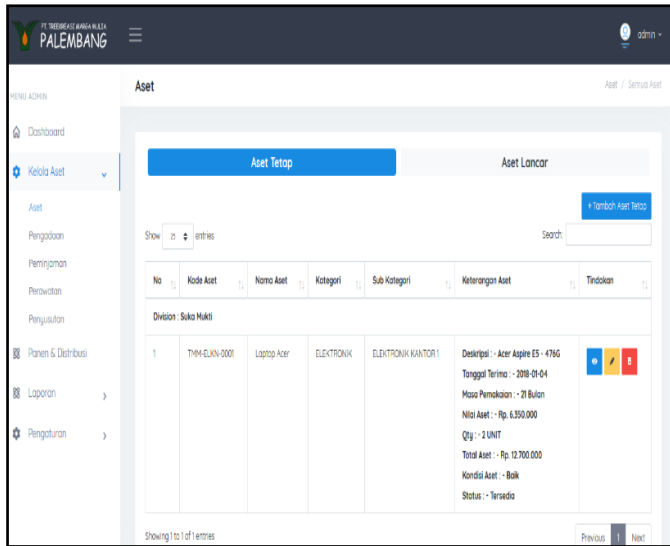 PT TREEKREASI MARGA MULIA
PALEMBANG
admin
MENU ADMIN
Aset
Aset / Semua Aset
Dashboard
Kelola Aset
Aset
Pengadaan
Peminjaman
Perawatan
Penyusutan
Panen & Distribusi
Laporan
Pengaturan
Aset Tetap
Aset Lancar
+Tambah Aset Tetap
Show 25 entries
Search:
No Kode Aset Nama Aset Kategori Sub Kategori Keterangan Aset Tindakan
Division : Suka Mukti
1 TMM-ELKN-0001 Laptop Acer ELEKTRONIK ELEKTRONIK KANTOR 1 Deskripsi : - Acer Aspire E5 - 476G
Tanggal Terima : - 2018-01-04
Masa Pemakaian : - 21 Bulan
Nilai Aset : - Rp. 6.350.000
Qty : - 2 UNIT
Total Aset : - Rp. 12.700.000
Kondisi Aset : - Baik
Status : - Tersedia
Showing 1 to 1 of 1 entries
Previous 1 Next